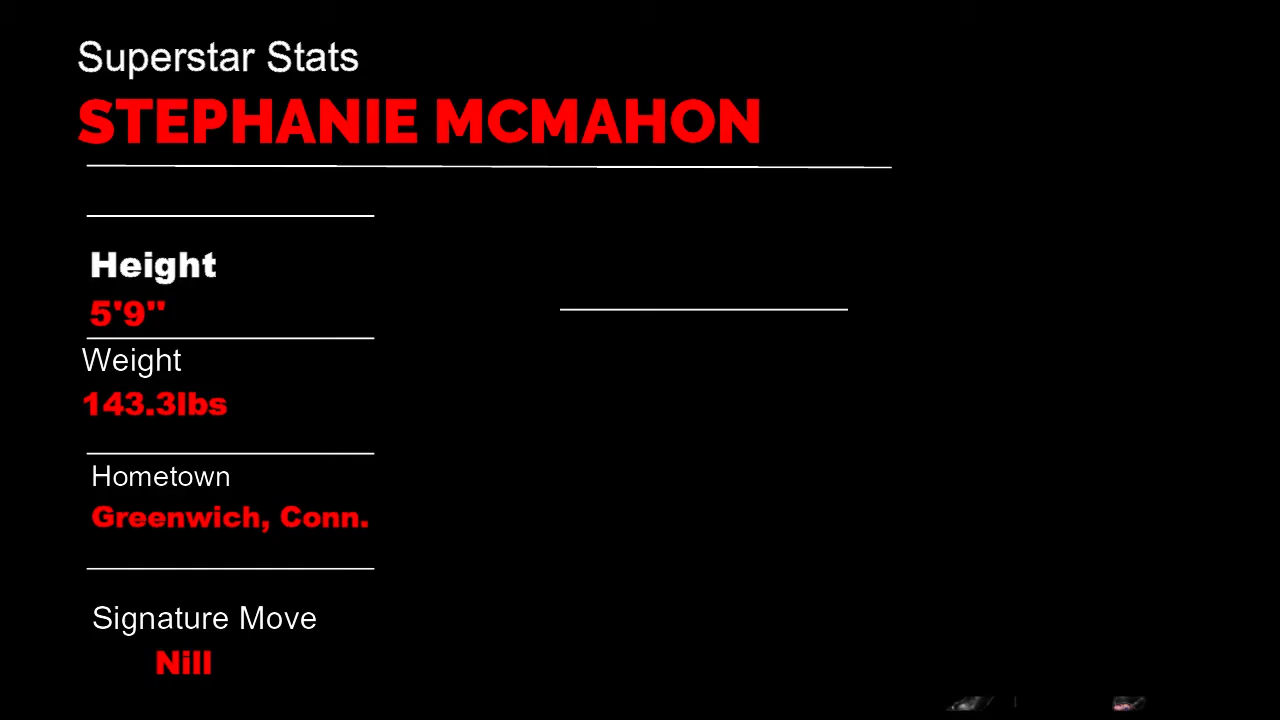 Superstar Stats
STEPHANIE MCMAHON
Height
5'9"
Weight
143.3lbs
Hometown
Greenwich, Conn.
Signature Move
Nill